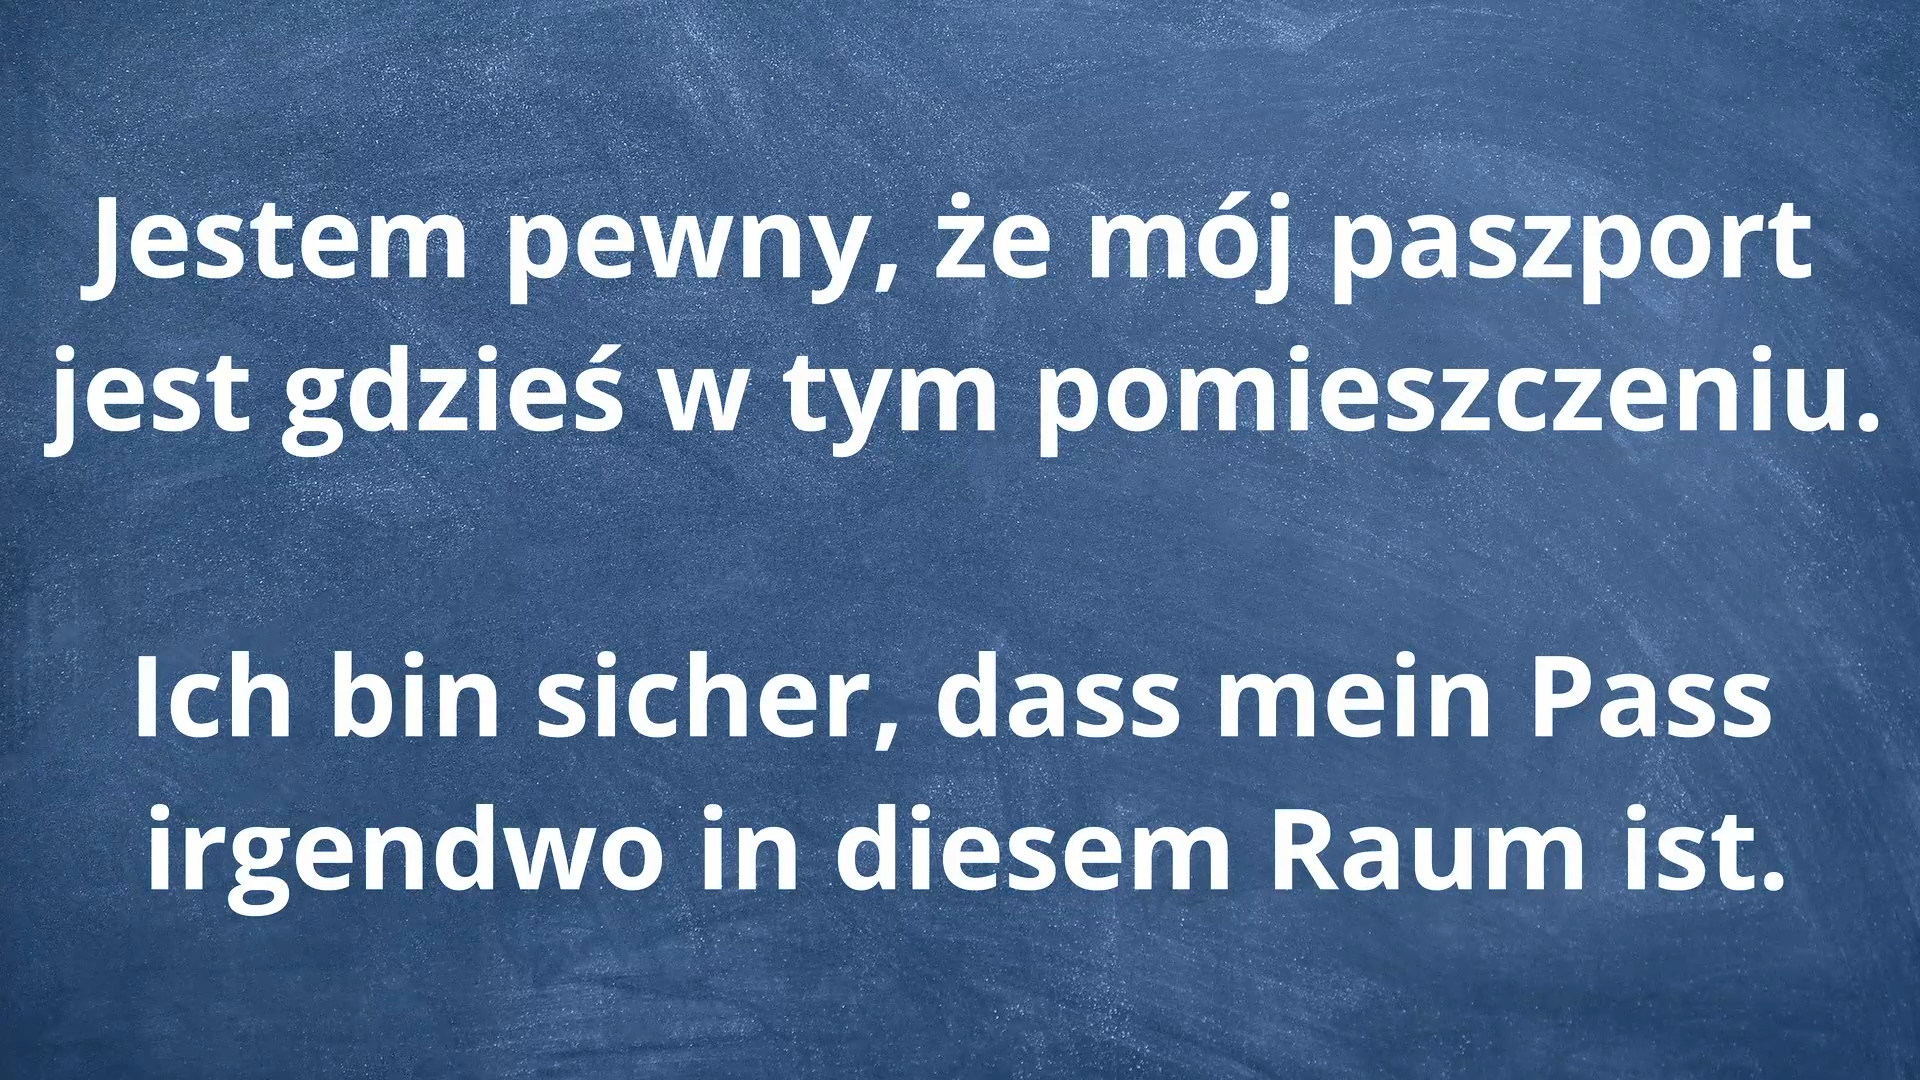 Jestem pewny, że mój paszport
jest gdzieś w tym pomieszczeniu.
Ich bin sicher, dass mein Pass
irgendwo in diesem Raum ist.